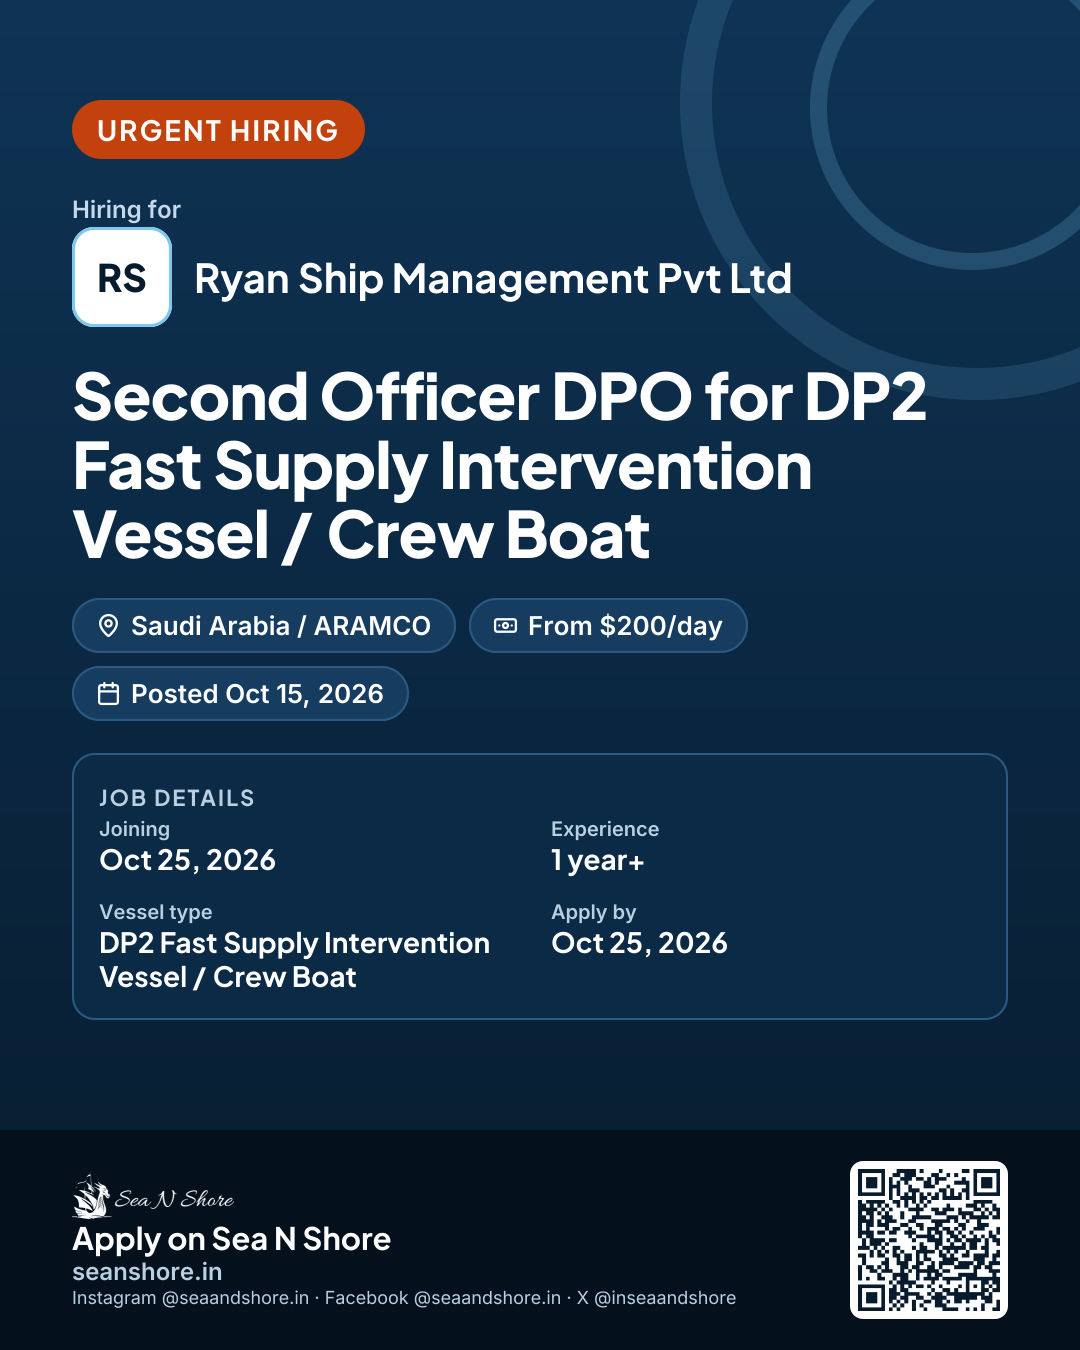 URGENT HIRING
Hiring for
RS
Ryan Ship Management Pvt Ltd
Second Officer DPO for DP2
Fast Supply Intervention
Vessel / Crew Boat
Saudi Arabia / ARAMCO
From $200/day
Posted Oct 15, 2026
JOB DETAILS
Joining
Oct 25, 2026
Experience
1 year+
Vessel type
DP2 Fast Supply Intervention
Vessel / Crew Boat
Apply by
Oct 25, 2026
Sea N Shore
Apply on Sea N Shore
seanshore.in
Instagram @seaandshore.in · Facebook @seaandshore.in · X @inseaandshore